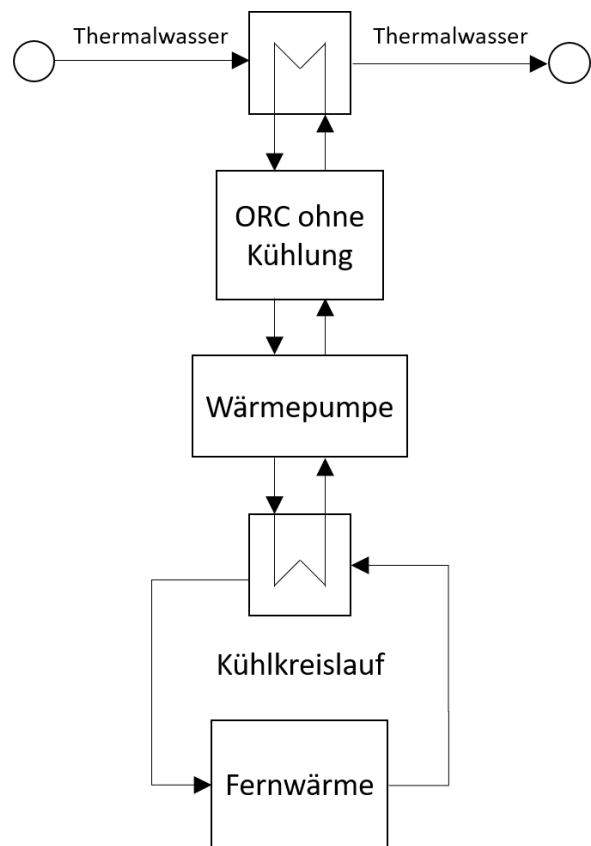 Thermalwasser
Thermalwasser
ORC ohne
Kühlung
Wärmepumpe
Kühlkreislauf
Fernwärme